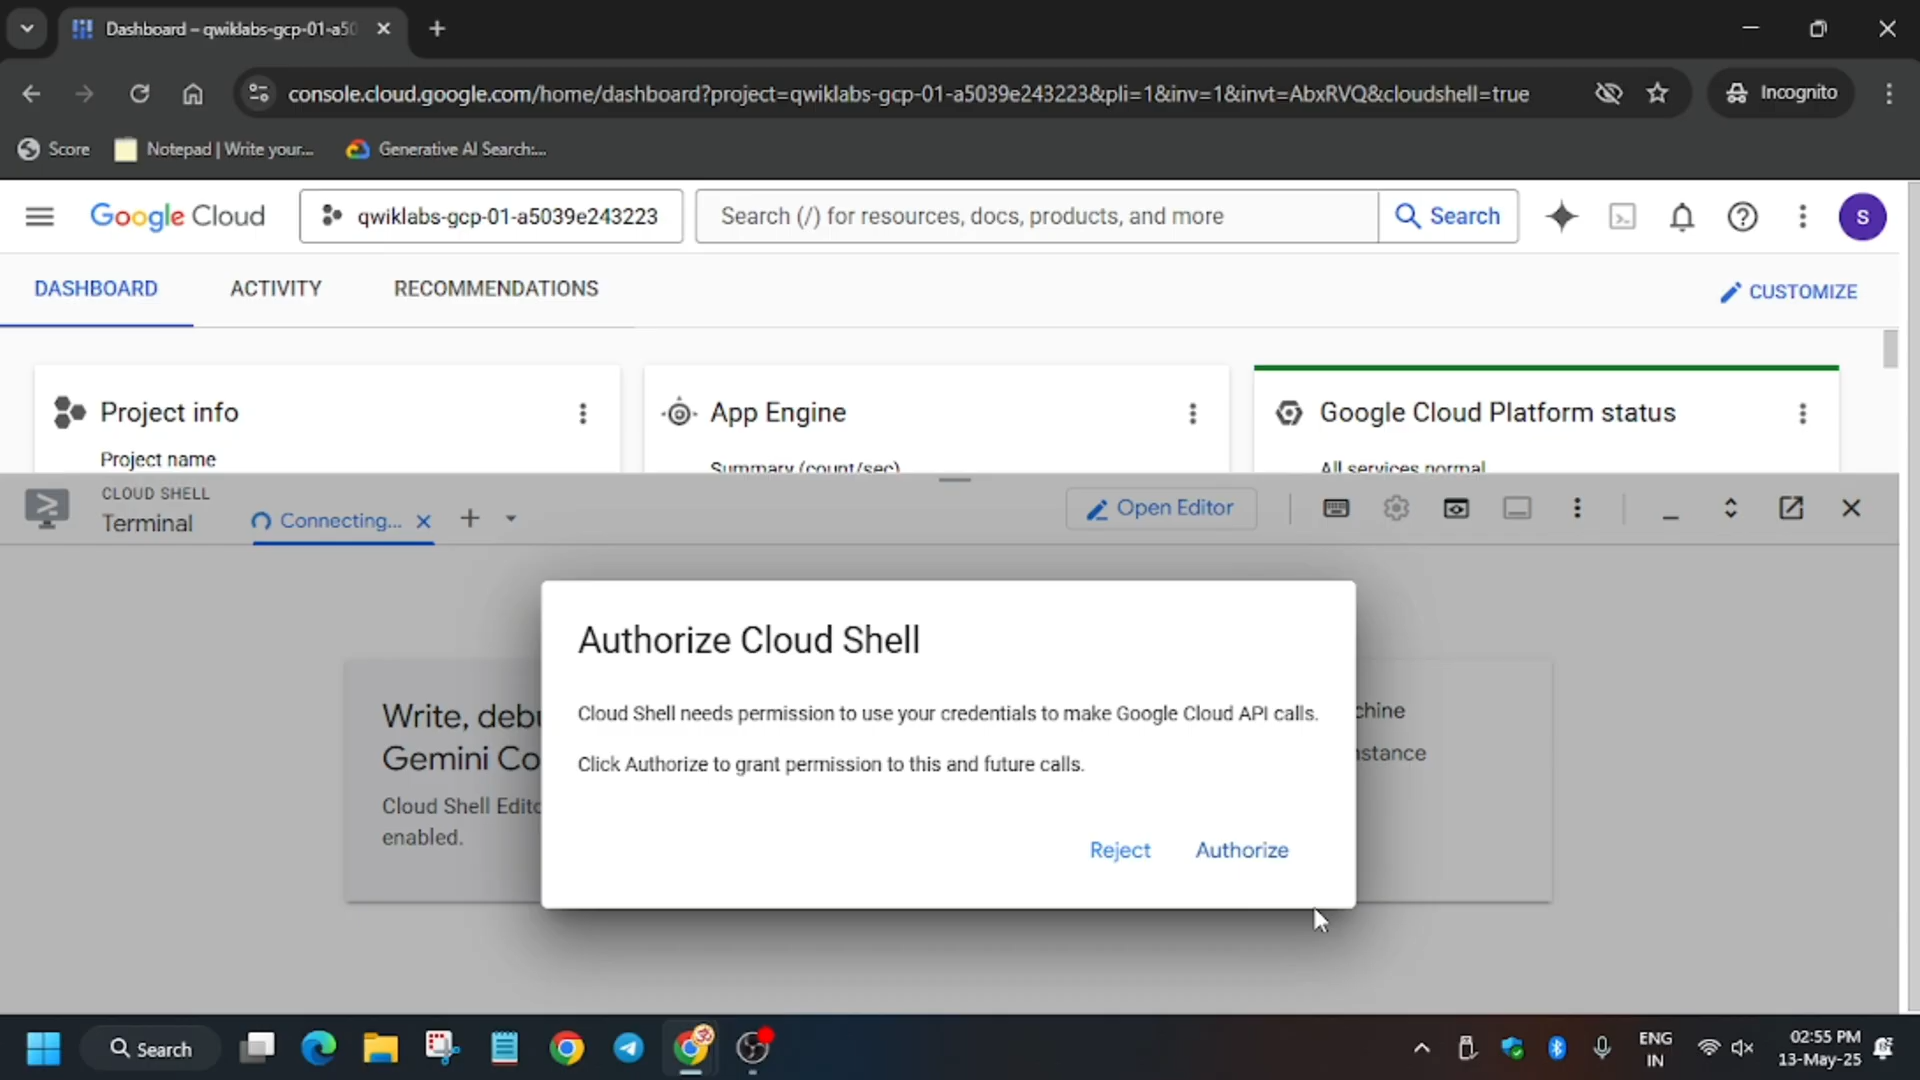 Dashboard – qwiklabs-gcp-01-a50
console.cloud.google.com/home/dashboard?project=qwiklabs-gcp-01-a5039e243223&pli=1&inv=1&invt=AbxRVQ&cloudshell=true
Incognito
Score
Notepad | Write your...
Generative AI Search:...
Google Cloud
qwiklabs-gcp-01-a5039e243223
Search (/) for resources, docs, products, and more
Search
S
DASHBOARD
ACTIVITY
RECOMMENDATIONS
CUSTOMIZE
Project info
App Engine
Google Cloud Platform status
Project name
Summary (count/sec)
All services normal
CLOUD SHELL
Terminal
Connecting...
Open Editor
Authorize Cloud Shell
Cloud Shell needs permission to use your credentials to make Google Cloud API calls.
Click Authorize to grant permission to this and future calls.
Reject
Authorize
Write, debu
Gemini Co
Cloud Shell Edito
enabled.
chine
stance
Search
ENG
IN
02:55 PM
13-May-25